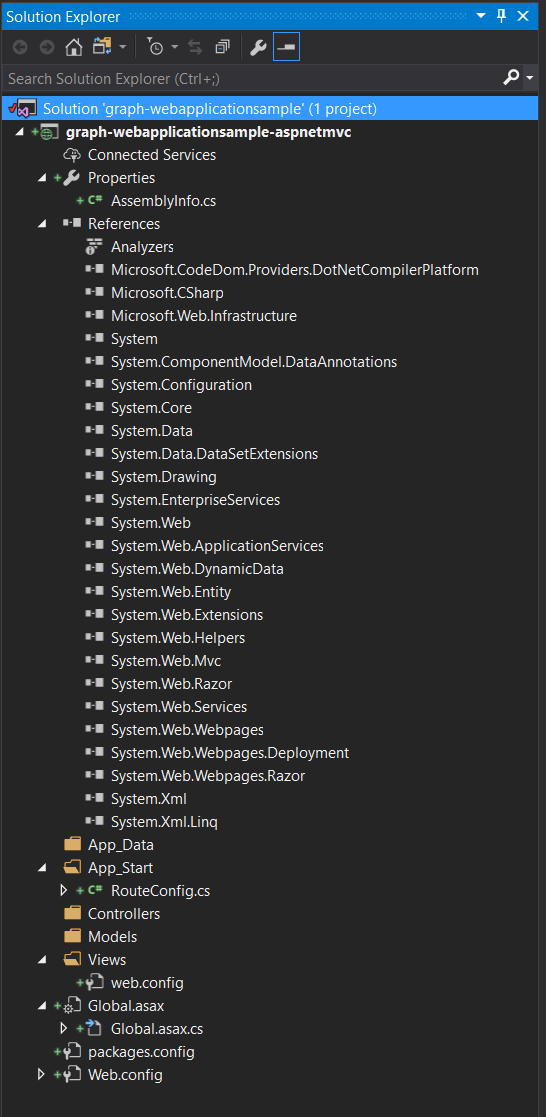 Solution Explorer
Search Solution Explorer (Ctrl+;)
Solution 'graph-webapplicationsample' (1 project)
graph-webapplicationsample-aspnetmvc
Connected Services
Properties
C# AssemblyInfo.cs
References
Analyzers
Microsoft.CodeDom.Providers.DotNetCompilerPlatform
Microsoft.CSharp
Microsoft.Web.Infrastructure
System
System.ComponentModel.DataAnnotations
System.Configuration
System.Core
System.Data
System.Data.DataSetExtensions
System.Drawing
System.EnterpriseServices
System.Web
System.Web.ApplicationServices
System.Web.DynamicData
System.Web.Entity
System.Web.Extensions
System.Web.Helpers
System.Web.Mvc
System.Web.Razor
System.Web.Services
System.Web.Webpages
System.Web.Webpages.Deployment
System.Web.Webpages.Razor
System.Xml
System.Xml.Linq
App_Data
App_Start
C# RouteConfig.cs
Controllers
Models
Views
web.config
Global.asax
Global.asax.cs
packages.config
Web.config